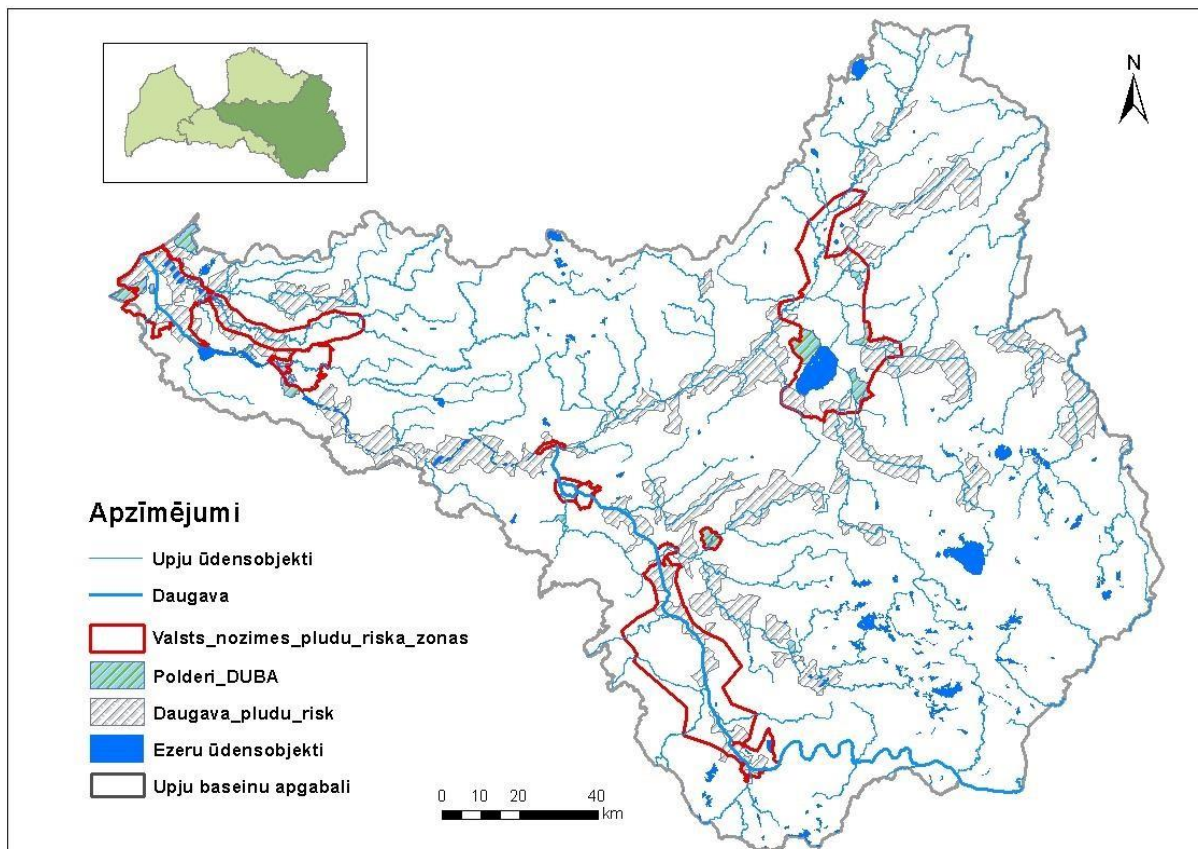 N
Apzīmējumi
Upju ūdensobjekti
Daugava
Valsts_nozimes_pludu_riska_zonas
Polderi_DUBA
Daugava_pludu_risk
Ezeru ūdensobjekti
Upju baseinu apgabali
0 10 20 40
km